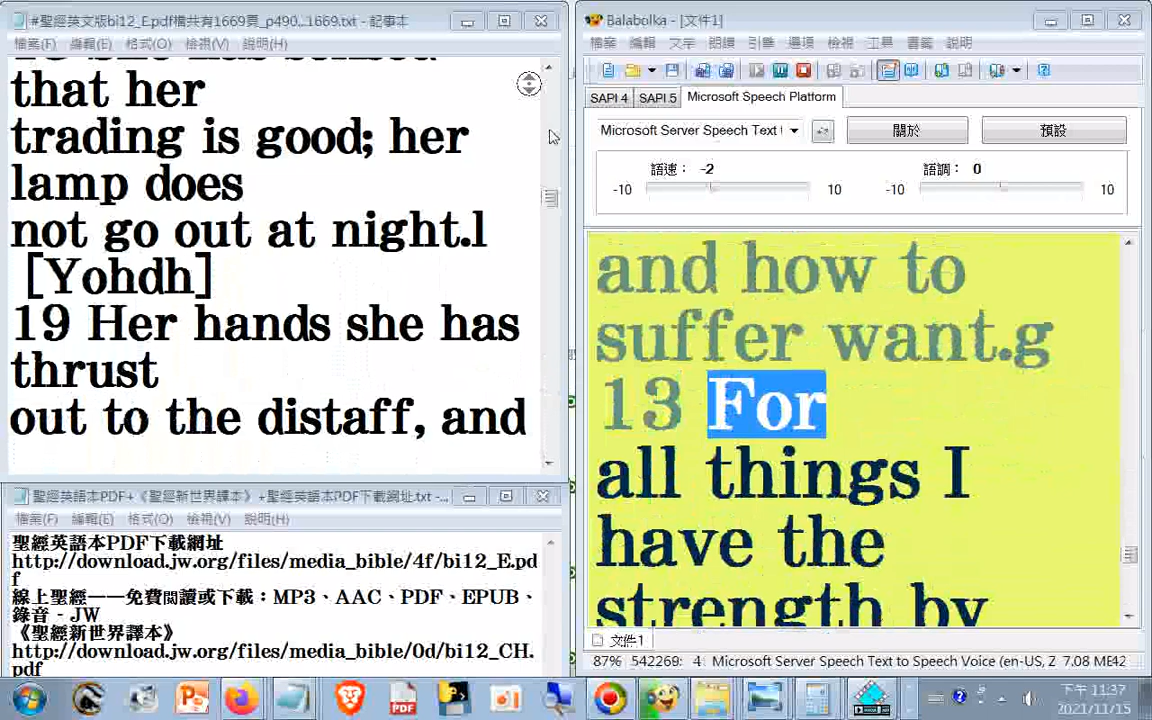 #聖經英文版bi12_E.pdf檔共有1669頁_p490...1669.txt - 記事本
檔案(F) 編輯(E) 格式(O) 檢視(V) 說明(H)
that her
trading is good; her
lamp does
not go out at night.l
[Yohdh]
19 Her hands she has
thrust
out to the distaff, and
聖經英語本PDF+《聖經新世界譯本》+聖經英語本PDF下載網址.txt - ...
檔案(F) 編輯(E) 格式(O) 檢視(V) 說明(H)
聖經英語本PDF下載網址
http://download.jw.org/files/media_bible/4f/bi12_E.pd
f
線上聖經——免費閱讀或下載：MP3、AAC、PDF、EPUB、
錄音 - JW
《聖經新世界譯本》
http://download.jw.org/files/media_bible/0d/bi12_CH.
pdf
Balabolka - [文件1]
檔案 編輯 文字 朗讀 引擎 選項 檢視 工具 書籤 說明
SAPI 4 SAPI 5 Microsoft Speech Platform
Microsoft Server Speech Text 關於 預設
語速： -2 語調： 0
-10 10 -10 10
and how to
suffer want.g
13 For
all things I
have the
strength by
文件1
87% 542269: 4 Microsoft Server Speech Text to Speech Voice (en-US, Z 7.08 ME42
下午 11:37
2021/11/15